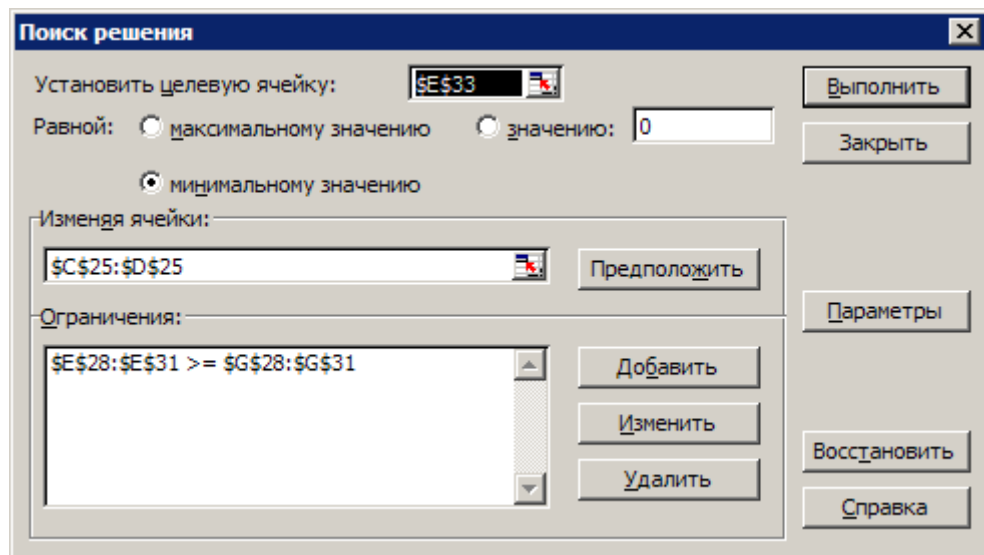 Поиск решения
Установить целевую ячейку: $E$33
Выполнить
Равной: максимальному значению значению: 0
Закрыть
минимальному значению
Изменяя ячейки:
$C$25:$D$25
Предположить
Ограничения:
Параметры
$E$28:$E$31 >= $G$28:$G$31
Добавить
Изменить
Восстановить
Удалить
Справка